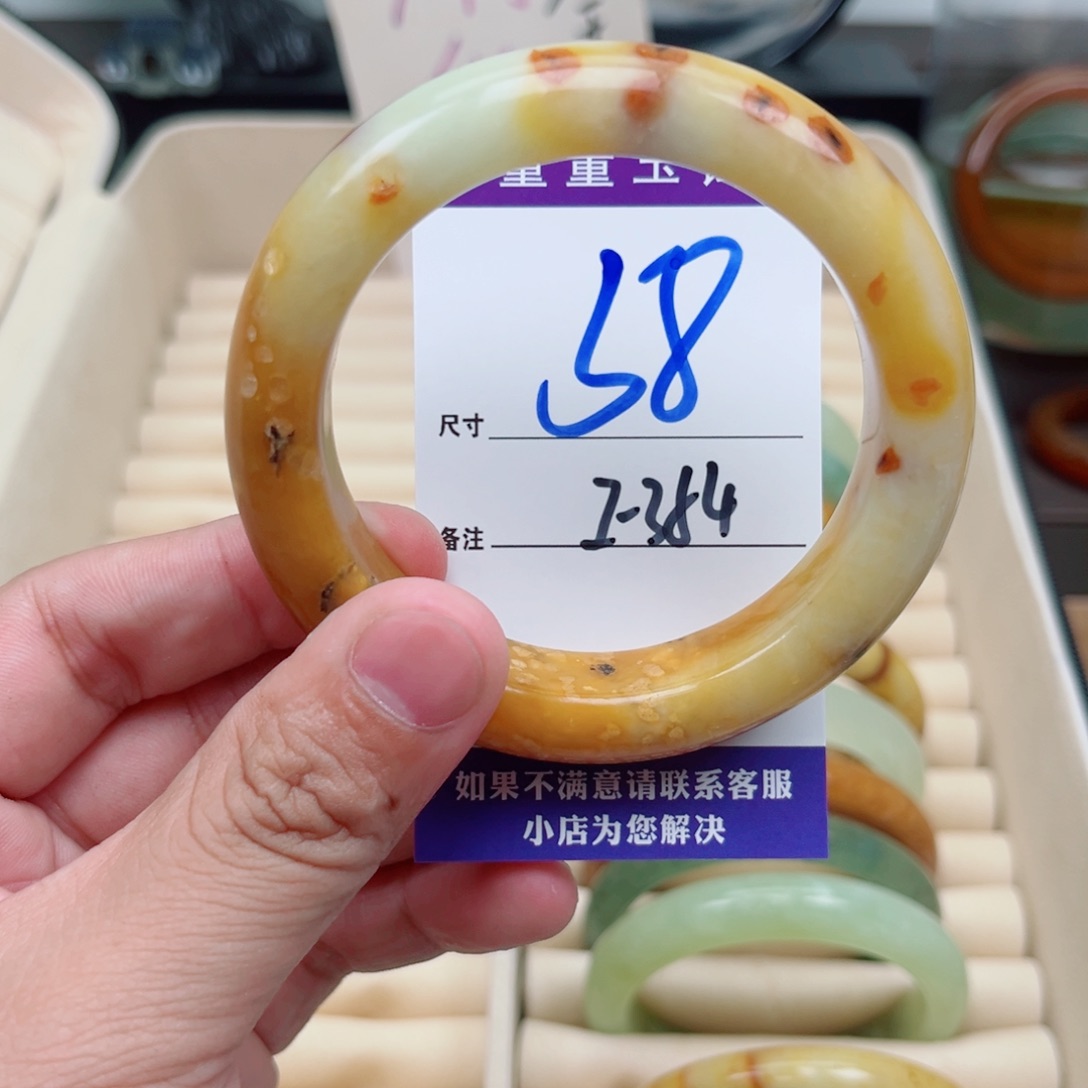 重重玉
58
尺寸
I-384
备注
如果不满意请联系客服
小店为您解决